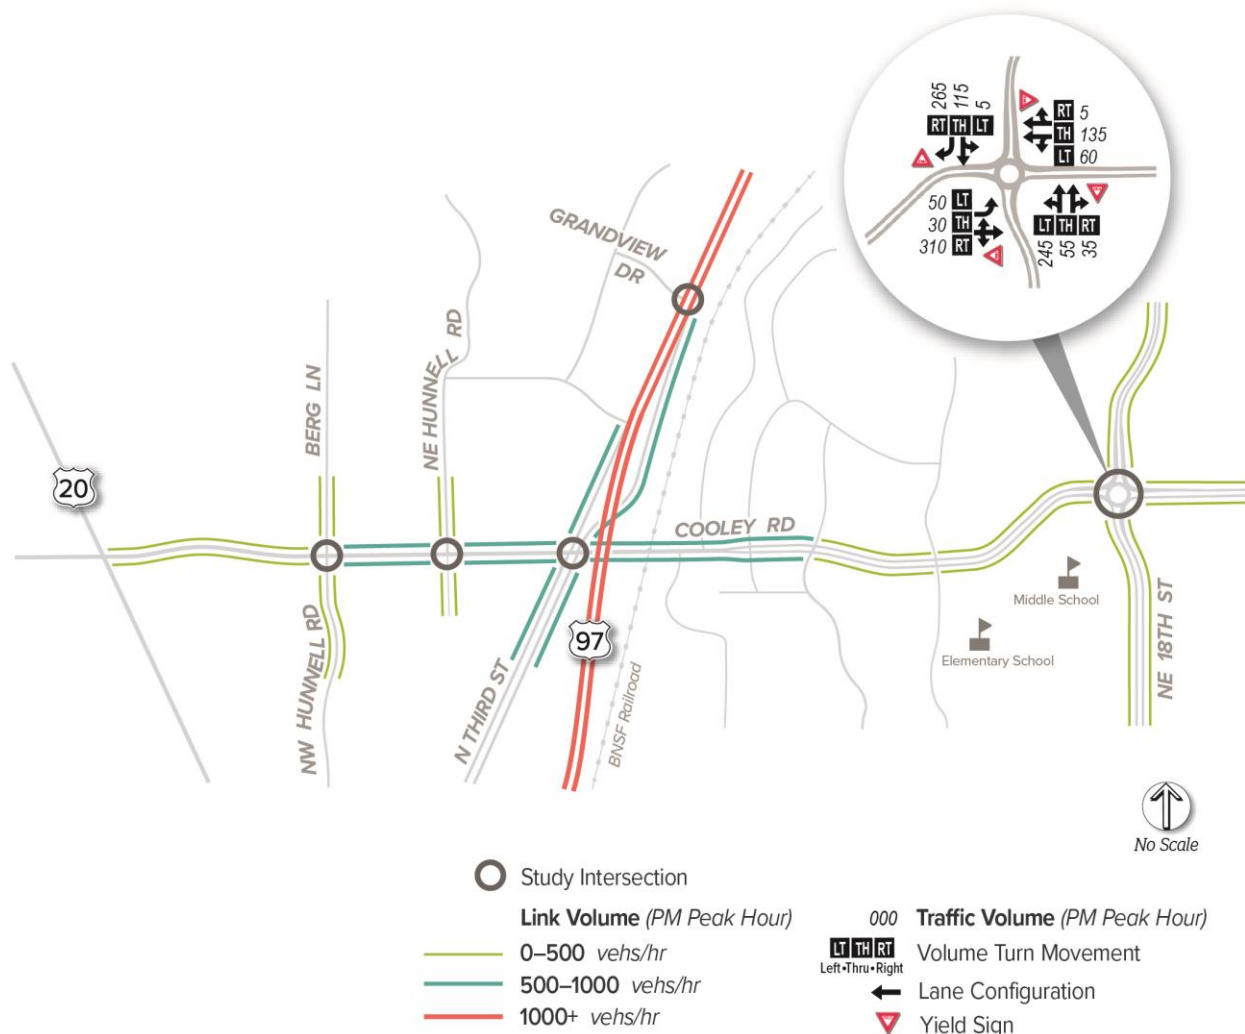 265
115
5
RT TH LT
RT 5
TH 135
LT 60
50 LT
30 TH
310 RT
LT TH RT
245
55
35
GRANDVIEW
DR
BERG LN
NE HUNNELL RD
20
COOLEY RD
Middle School
Elementary School
97
NW HUNNELL RD
N THIRD ST
BNSF Railroad
NE 18TH ST
No Scale
Study Intersection
Link Volume (PM Peak Hour)
0–500 vehs/hr
500–1000 vehs/hr
1000+ vehs/hr
000 Traffic Volume (PM Peak Hour)
LT TH RT Volume Turn Movement
Left•Thru•Right
Lane Configuration
Yield Sign